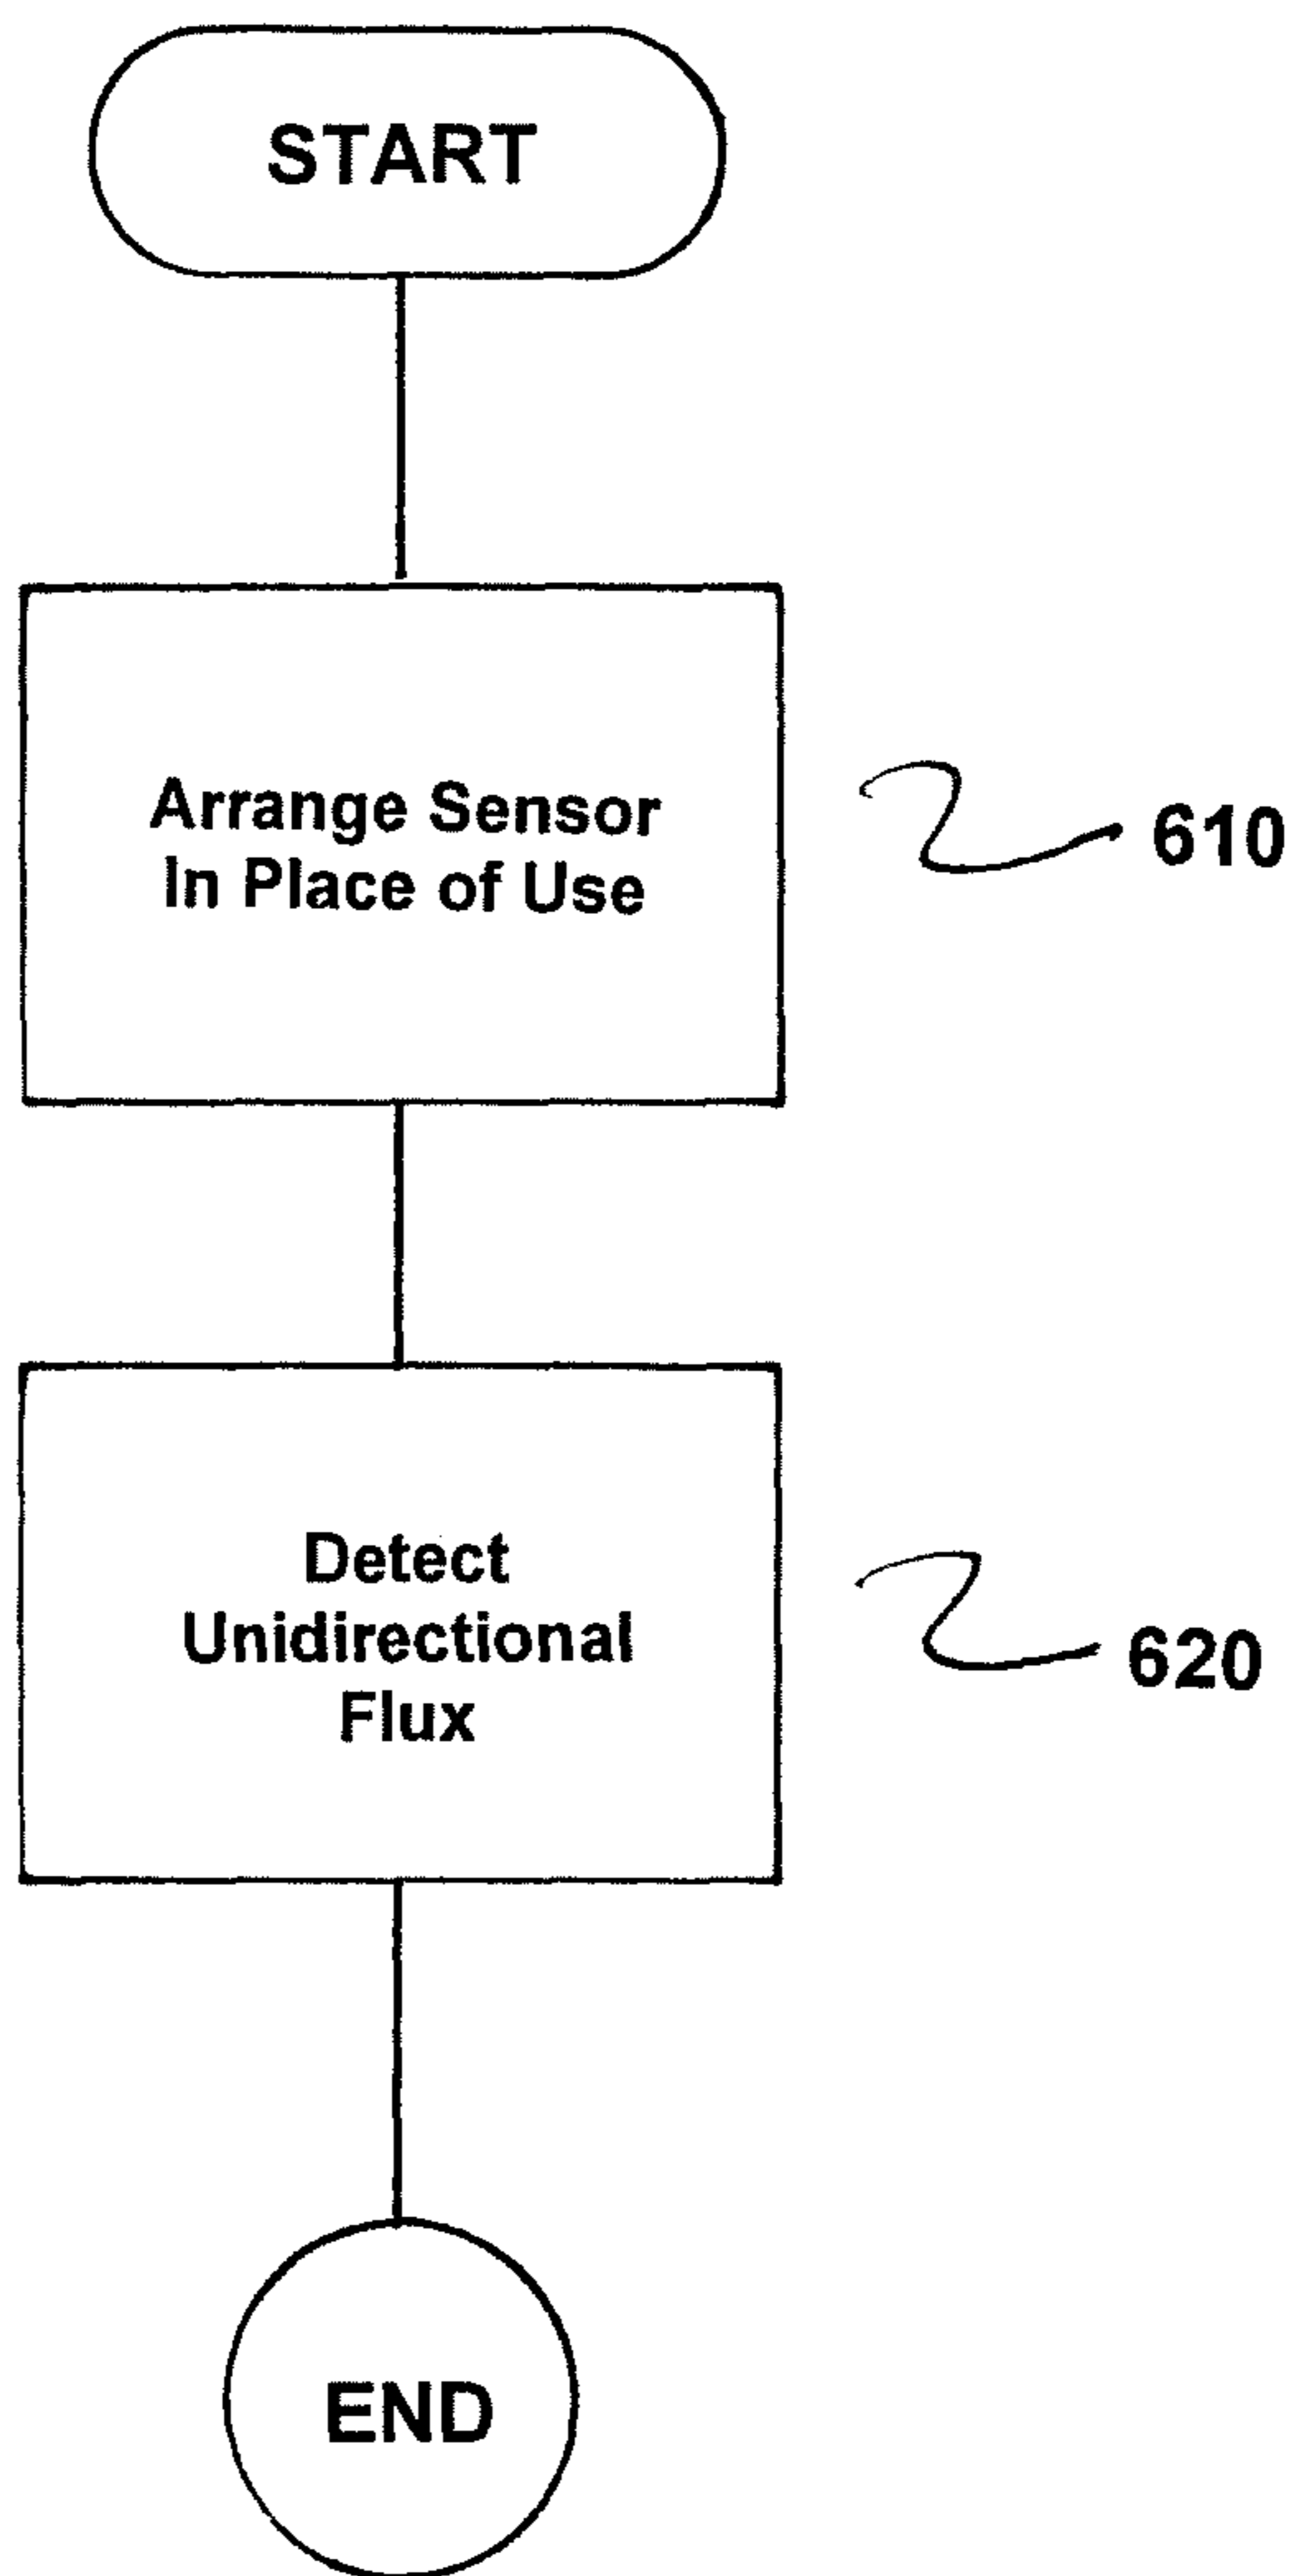 START
Arrange Sensor
In Place of Use
610
Detect
Unidirectional
Flux
620
END